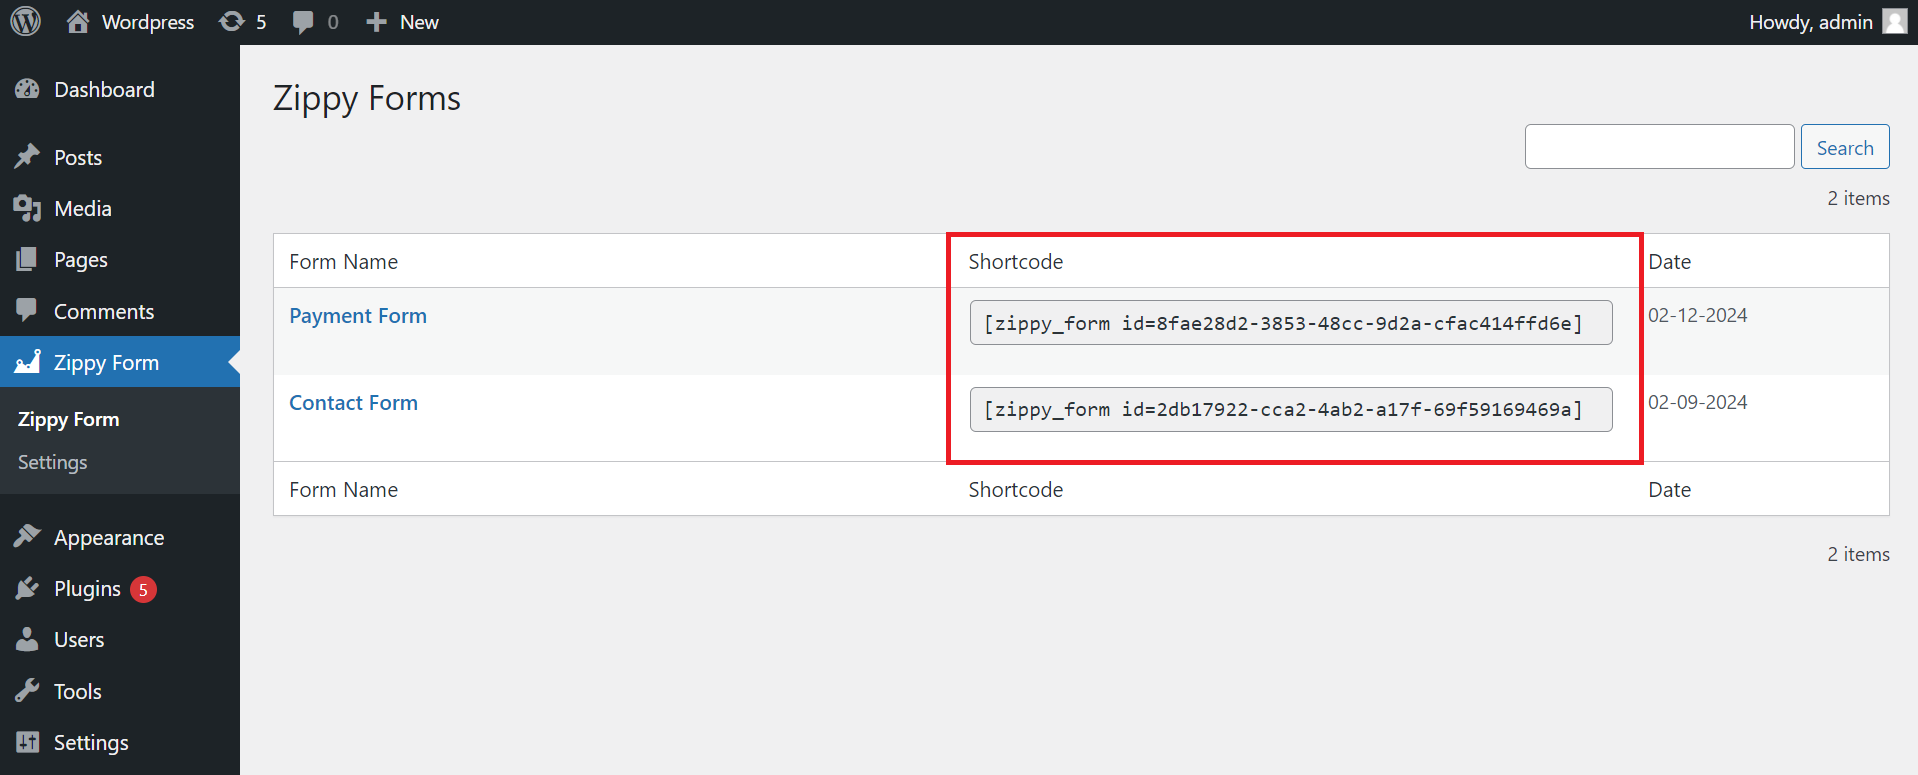 Wordpress 5 0 New Howdy, admin
Dashboard
Posts
Media
Pages
Comments
Zippy Form
Zippy Form
Settings
Appearance
Plugins 5
Users
Tools
Settings
Zippy Forms
Search
2 items
Form Name Shortcode Date
Payment Form [zippy_form id=8fae28d2-3853-48cc-9d2a-cfac414ffd6e] 02-12-2024
Contact Form [zippy_form id=2db17922-cca2-4ab2-a17f-69f59169469a] 02-09-2024
Form Name Shortcode Date
2 items